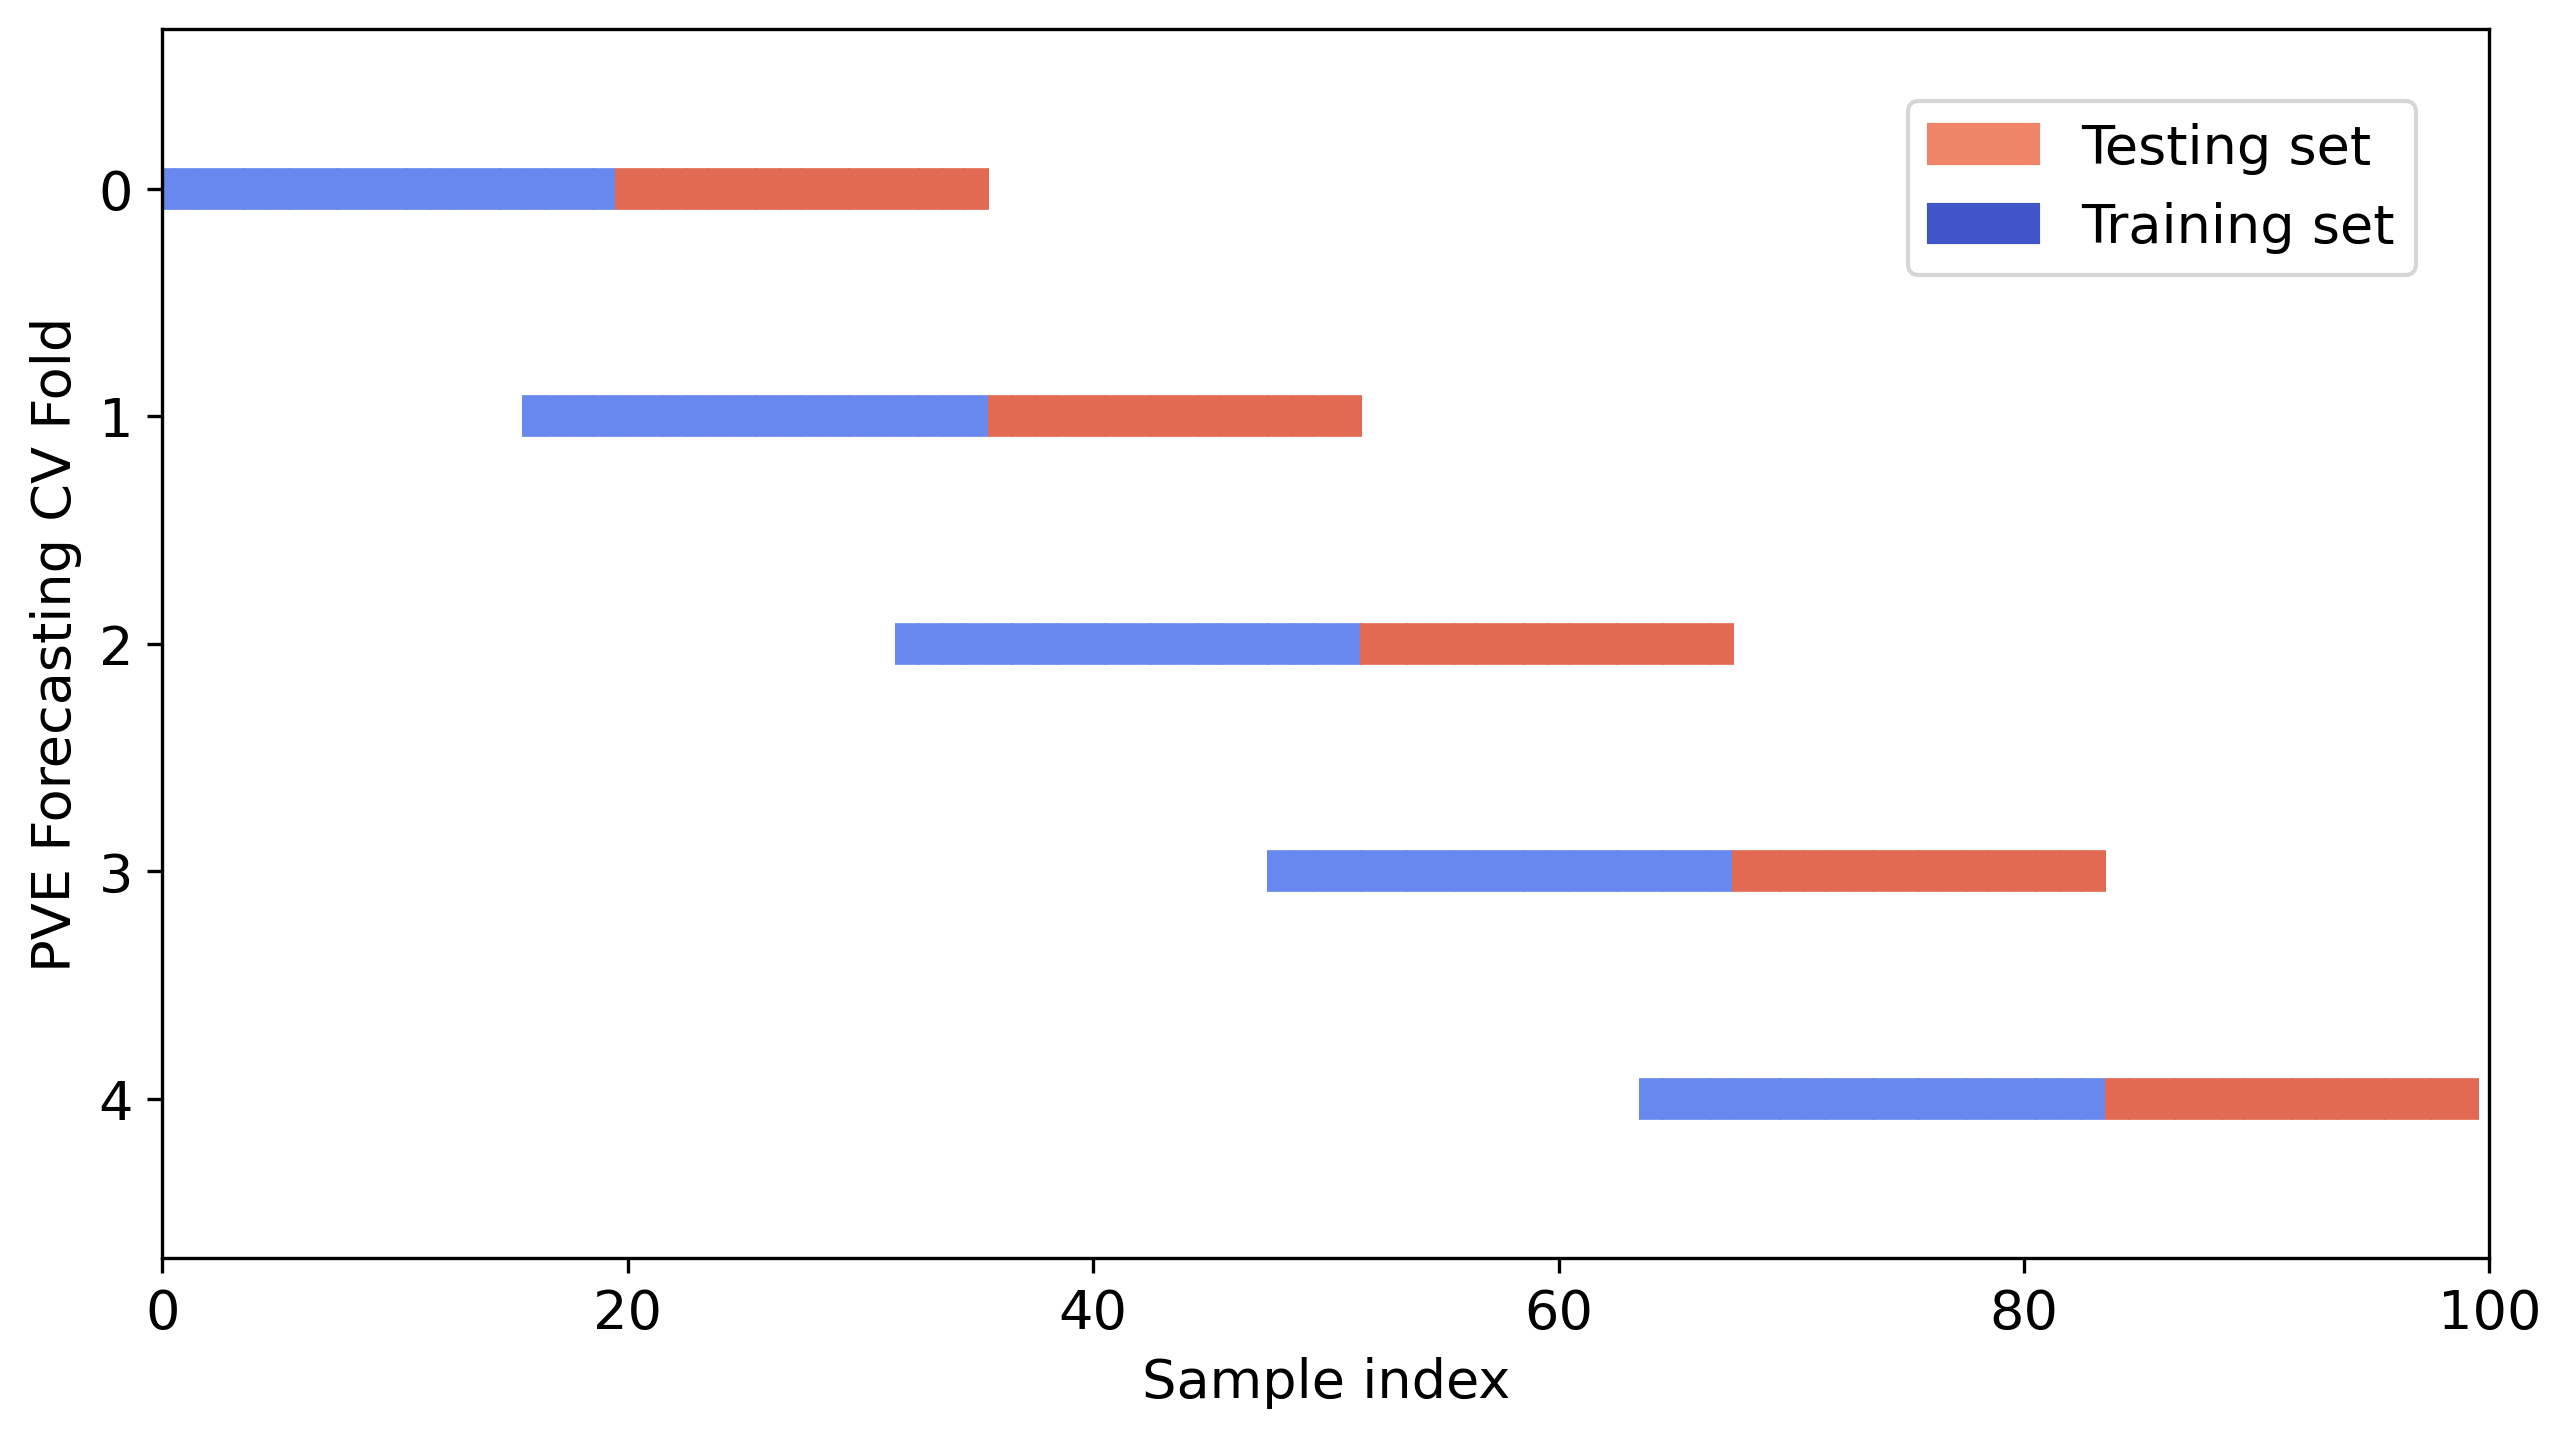 Testing set
Training set
PVE Forecasting CV Fold
0
1
2
3
4
0 20 40 60 80 100
Sample index